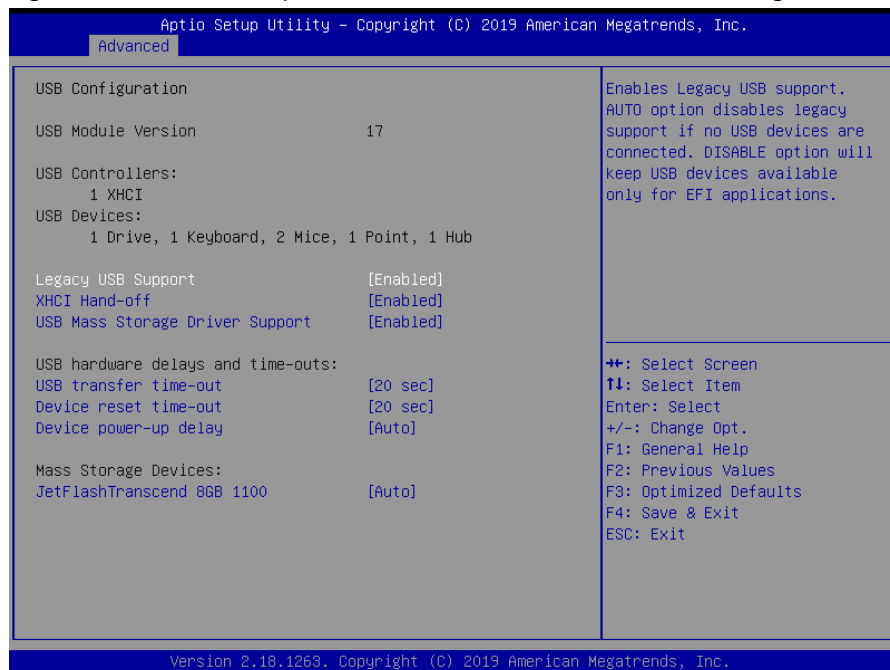 Aptio Setup Utility – Copyright (C) 2019 American Megatrends, Inc.
Advanced
USB Configuration
USB Module Version 17
USB Controllers:
1 XHCI
USB Devices:
1 Drive, 1 Keyboard, 2 Mice, 1 Point, 1 Hub
Legacy USB Support [Enabled]
XHCI Hand-off [Enabled]
USB Mass Storage Driver Support [Enabled]
USB hardware delays and time-outs:
USB transfer time-out [20 sec]
Device reset time-out [20 sec]
Device power-up delay [Auto]
Mass Storage Devices:
JetFlashTranscend 8GB 1100 [Auto]
Enables Legacy USB support.
AUTO option disables legacy
support if no USB devices are
connected. DISABLE option will
keep USB devices available
only for EFI applications.
→←: Select Screen
↑↓: Select Item
Enter: Select
+/-: Change Opt.
F1: General Help
F2: Previous Values
F3: Optimized Defaults
F4: Save & Exit
ESC: Exit
Version 2.18.1263. Copyright (C) 2019 American Megatrends, Inc.